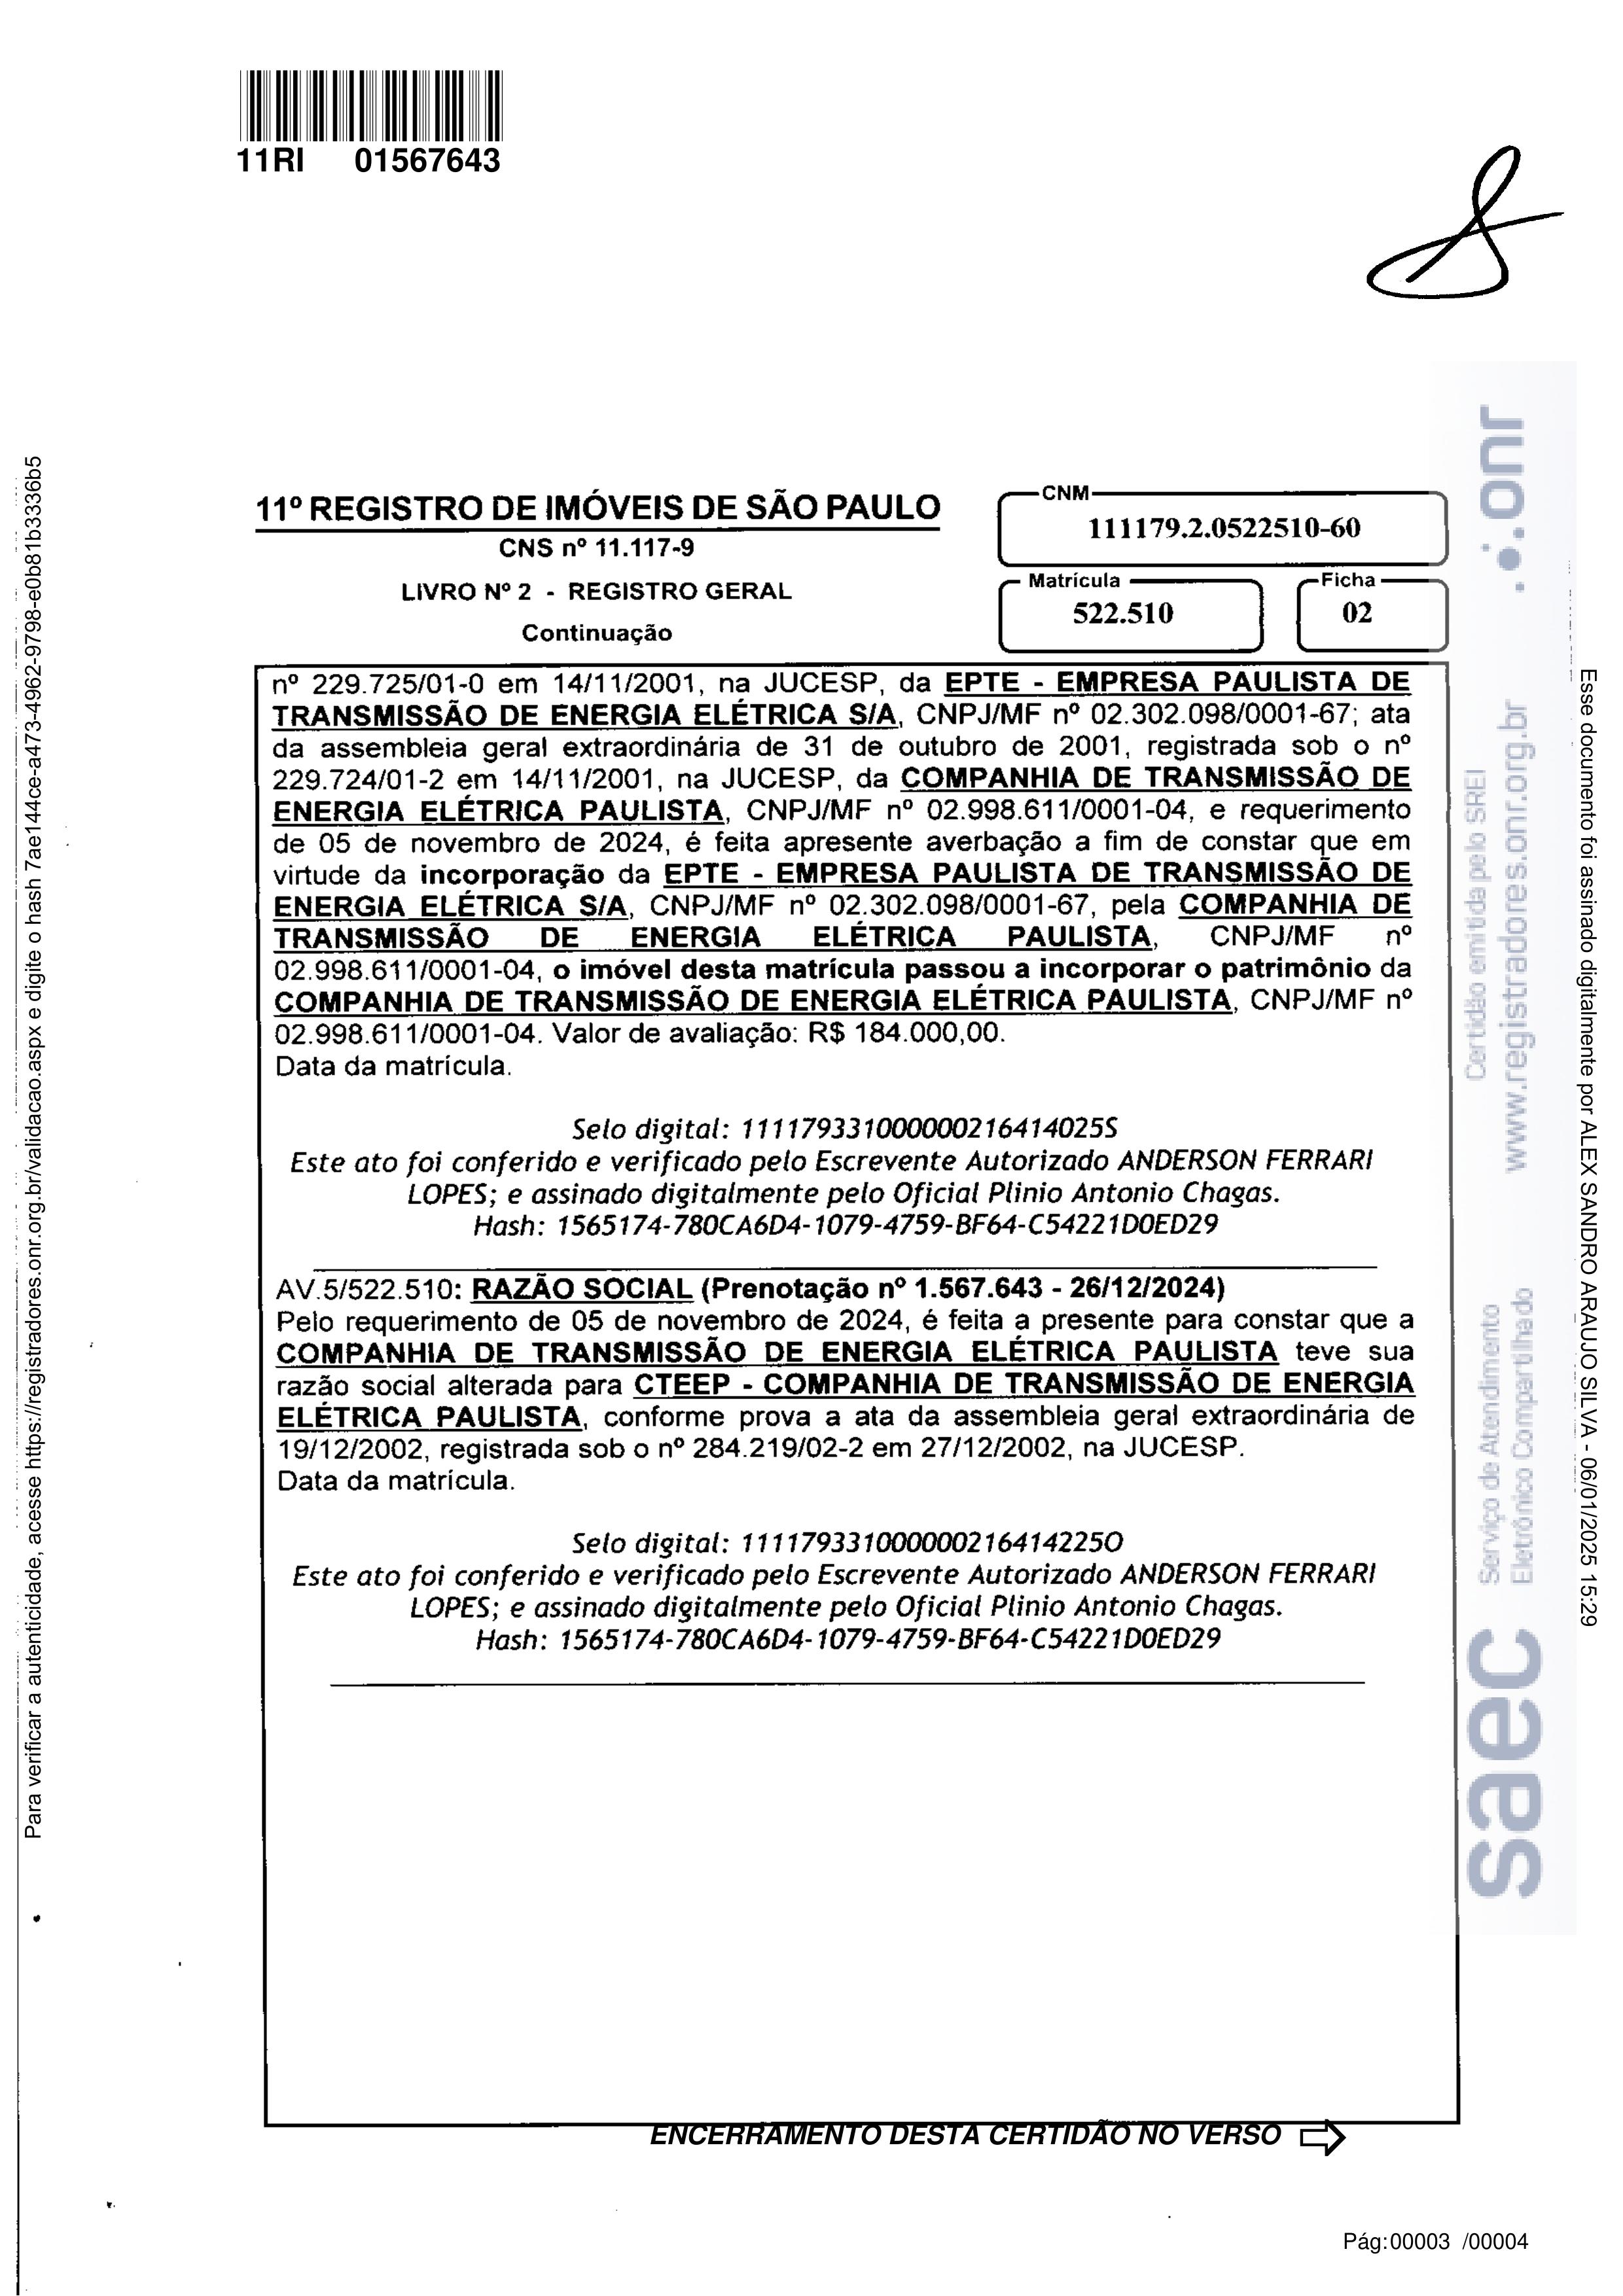 11RI 01567643
11º REGISTRO DE IMÓVEIS DE SÃO PAULO
CNS nº 11.117-9
LIVRO Nº 2 - REGISTRO GERAL
Continuação
CNM
111179.2.0522510-60
Matrícula
522.510
Ficha
02
nº 229.725/01-0 em 14/11/2001, na JUCESP, da EPTE - EMPRESA PAULISTA DE
TRANSMISSÃO DE ENERGIA ELÉTRICA S/A, CNPJ/MF nº 02.302.098/0001-67; ata
da assembleia geral extraordinária de 31 de outubro de 2001, registrada sob o nº
229.724/01-2 em 14/11/2001, na JUCESP, da COMPANHIA DE TRANSMISSÃO DE
ENERGIA ELÉTRICA PAULISTA, CNPJ/MF nº 02.998.611/0001-04, e requerimento
de 05 de novembro de 2024, é feita apresente averbação a fim de constar que em
virtude da incorporação da EPTE - EMPRESA PAULISTA DE TRANSMISSÃO DE
ENERGIA ELÉTRICA S/A, CNPJ/MF nº 02.302.098/0001-67, pela COMPANHIA DE
TRANSMISSÃO DE ENERGIA ELÉTRICA PAULISTA, CNPJ/MF nº
02.998.611/0001-04, o imóvel desta matrícula passou a incorporar o patrimônio da
COMPANHIA DE TRANSMISSÃO DE ENERGIA ELÉTRICA PAULISTA, CNPJ/MF nº
02.998.611/0001-04. Valor de avaliação: R$ 184.000,00.
Data da matrícula.
Selo digital: 1111793310000000216414025S
Este ato foi conferido e verificado pelo Escrevente Autorizado ANDERSON FERRARI
LOPES; e assinado digitalmente pelo Oficial Plinio Antonio Chagas.
Hash: 1565174-780CA6D4-1079-4759-BF64-C54221D0ED29
AV.5/522.510: RAZÃO SOCIAL (Prenotação nº 1.567.643 - 26/12/2024)
Pelo requerimento de 05 de novembro de 2024, é feita a presente para constar que a
COMPANHIA DE TRANSMISSÃO DE ENERGIA ELÉTRICA PAULISTA teve sua
razão social alterada para CTEEP - COMPANHIA DE TRANSMISSÃO DE ENERGIA
ELÉTRICA PAULISTA, conforme prova a ata da assembleia geral extraordinária de
19/12/2002, registrada sob o nº 284.219/02-2 em 27/12/2002, na JUCESP.
Data da matrícula.
Selo digital: 1111793310000000216414225O
Este ato foi conferido e verificado pelo Escrevente Autorizado ANDERSON FERRARI
LOPES; e assinado digitalmente pelo Oficial Plinio Antonio Chagas.
Hash: 1565174-780CA6D4-1079-4759-BF64-C54221D0ED29
ENCERRAMENTO DESTA CERTIDÃO NO VERSO
Pág:00003 /00004
Para verificar a autenticidade, acesse https://registradores.onr.org.br/validacao.aspx e digite o hash 7ae144ce-a473-4962-9798-e0b81b3336b5
onr
Certidão emitida pelo SREI
www.registradores.onr.org.br
Serviço de Atendimento
Eletrônico Compartilhado
saec
Esse documento foi assinado digitalmente por ALEX SANDRO ARAUJO SILVA - 06/01/2025 15:29